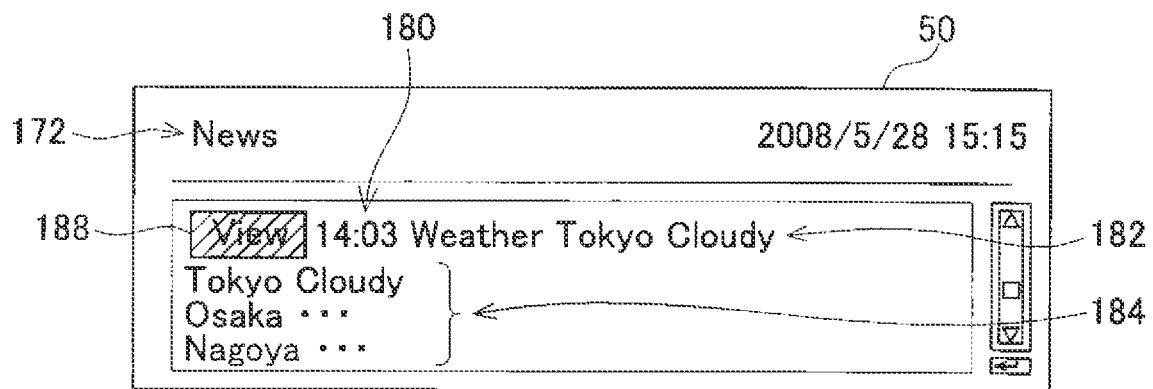 180
50
172 News 2008/5/28 15:15
188 View 14:03 Weather Tokyo Cloudy 182
Tokyo Cloudy
Osaka ･･･ 184
Nagoya ･･･